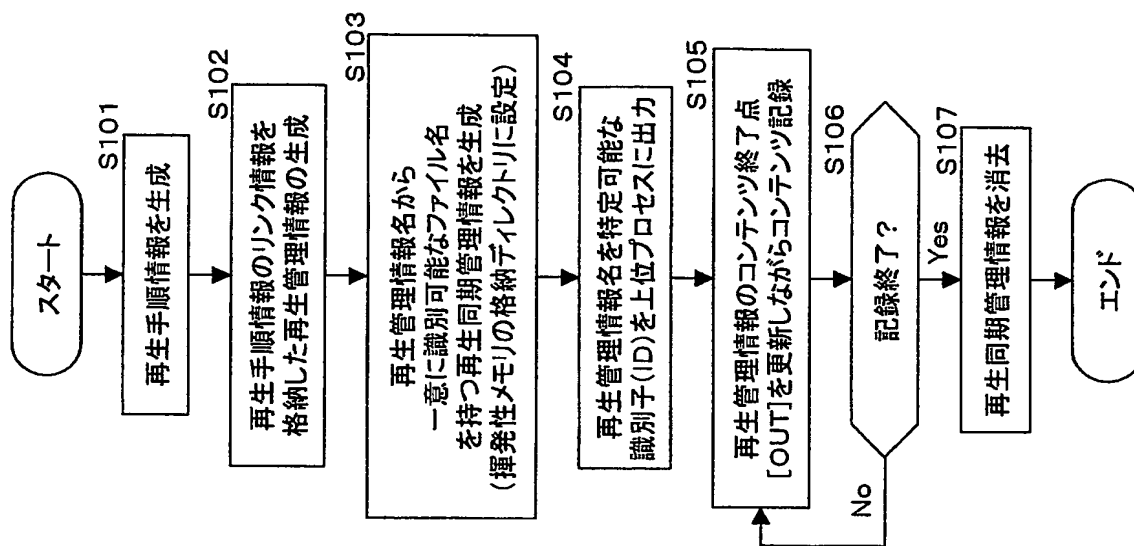 スタート
S101
再生手順情報を生成
S102
再生手順情報のリンク情報を
格納した再生管理情報の生成
S103
再生管理情報名から
一意に識別可能なファイル名
を持つ再生同期管理情報を生成
(揮発性メモリの格納ディレクトリに設定)
S104
再生管理情報名を特定可能な
識別子(ID)を上位プロセスに出力
S105
再生管理情報のコンテンツ終了点
[OUT]を更新しながらコンテンツ記録
S106
記録終了?
No
Yes
S107
再生同期管理情報を消去
エンド